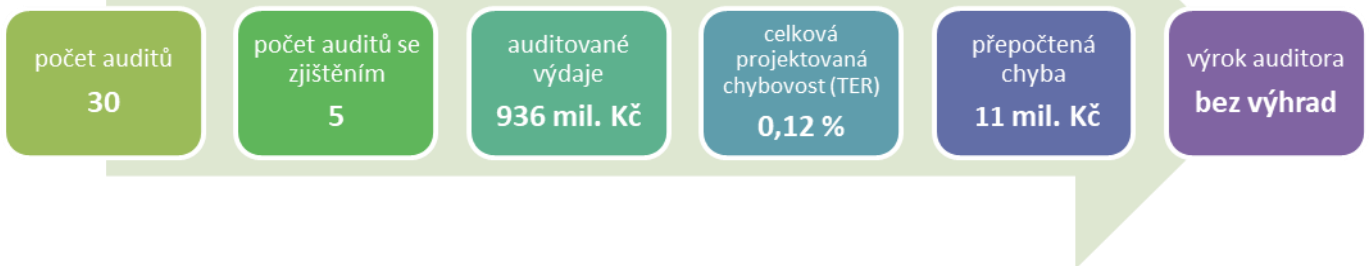 počet auditů
30
počet auditů se
zjištěním
5
auditované
výdaje
936 mil. Kč
celková
projektovaná
chybovost (TER)
0,12 %
přepočtená
chyba
11 mil. Kč
výrok auditora
bez výhrad